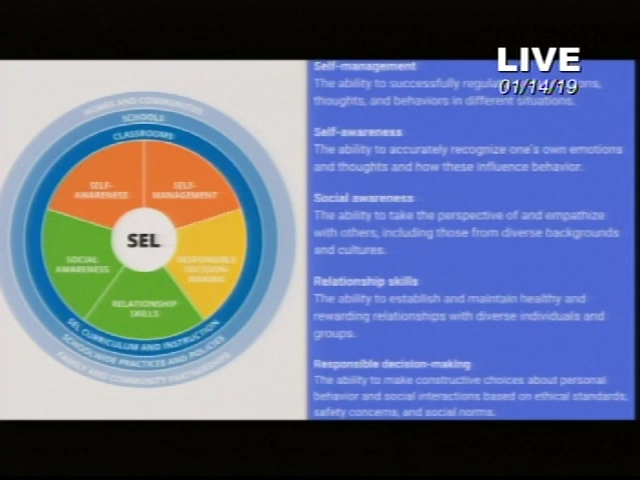 LIVE
01/14/19
HOMES AND COMMUNITIES
SCHOOLS
CLASSROOMS
SELF-
AWARENESS
SELF-
MANAGEMENT
SEL
SOCIAL
AWARENESS
RESPONSIBLE
DECISION-
MAKING
RELATIONSHIP
SKILLS
SEL CURRICULUM AND INSTRUCTION
SCHOOLWIDE PRACTICES AND POLICIES
FAMILY AND COMMUNITY PARTNERSHIPS
Self-management
The ability to successfully
thoughts, and behaviors in different situations.
Self-awareness
The ability to accurately recognize one's own emotions
and thoughts and how these influence behavior.
Social awareness
The ability to take the perspective of and empathize
with others, including those from diverse backgrounds
and cultures.
Relationship skills
The ability to establish and maintain healthy and
rewarding relationships with diverse individuals and
groups.
Responsible decision-making
The ability to make constructive choices about personal
behavior and social interactions based on ethical standards,
safety concerns, and social norms.